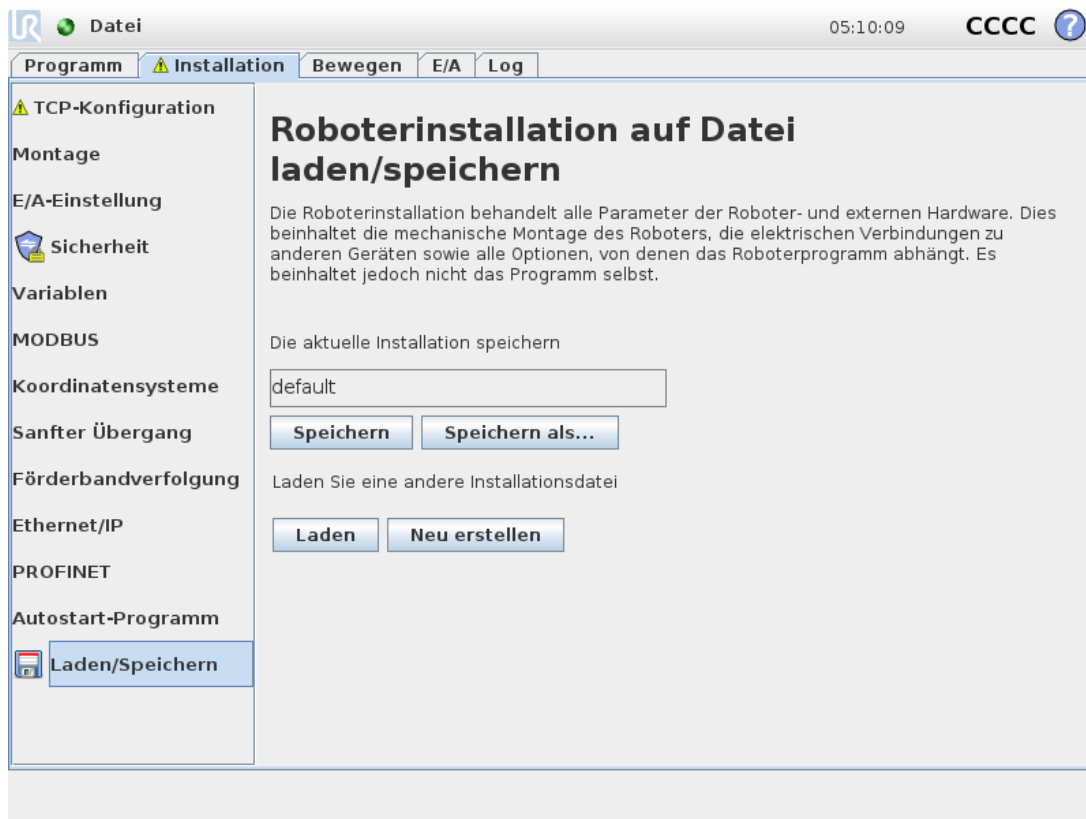 UR Datei 05:10:09 CCCC ?
Programm Installation Bewegen E/A Log
TCP-Konfiguration
Montage
E/A-Einstellung
Sicherheit
Variablen
MODBUS
Koordinatensysteme
Sanfter Übergang
Förderbandverfolgung
Ethernet/IP
PROFINET
Autostart-Programm
Laden/Speichern
Roboterinstallation auf Datei
laden/speichern
Die Roboterinstallation behandelt alle Parameter der Roboter- und externen Hardware. Dies
beinhaltet die mechanische Montage des Roboters, die elektrischen Verbindungen zu
anderen Geräten sowie alle Optionen, von denen das Roboterprogramm abhängt. Es
beinhaltet jedoch nicht das Programm selbst.
Die aktuelle Installation speichern
default
Speichern Speichern als...
Laden Sie eine andere Installationsdatei
Laden Neu erstellen